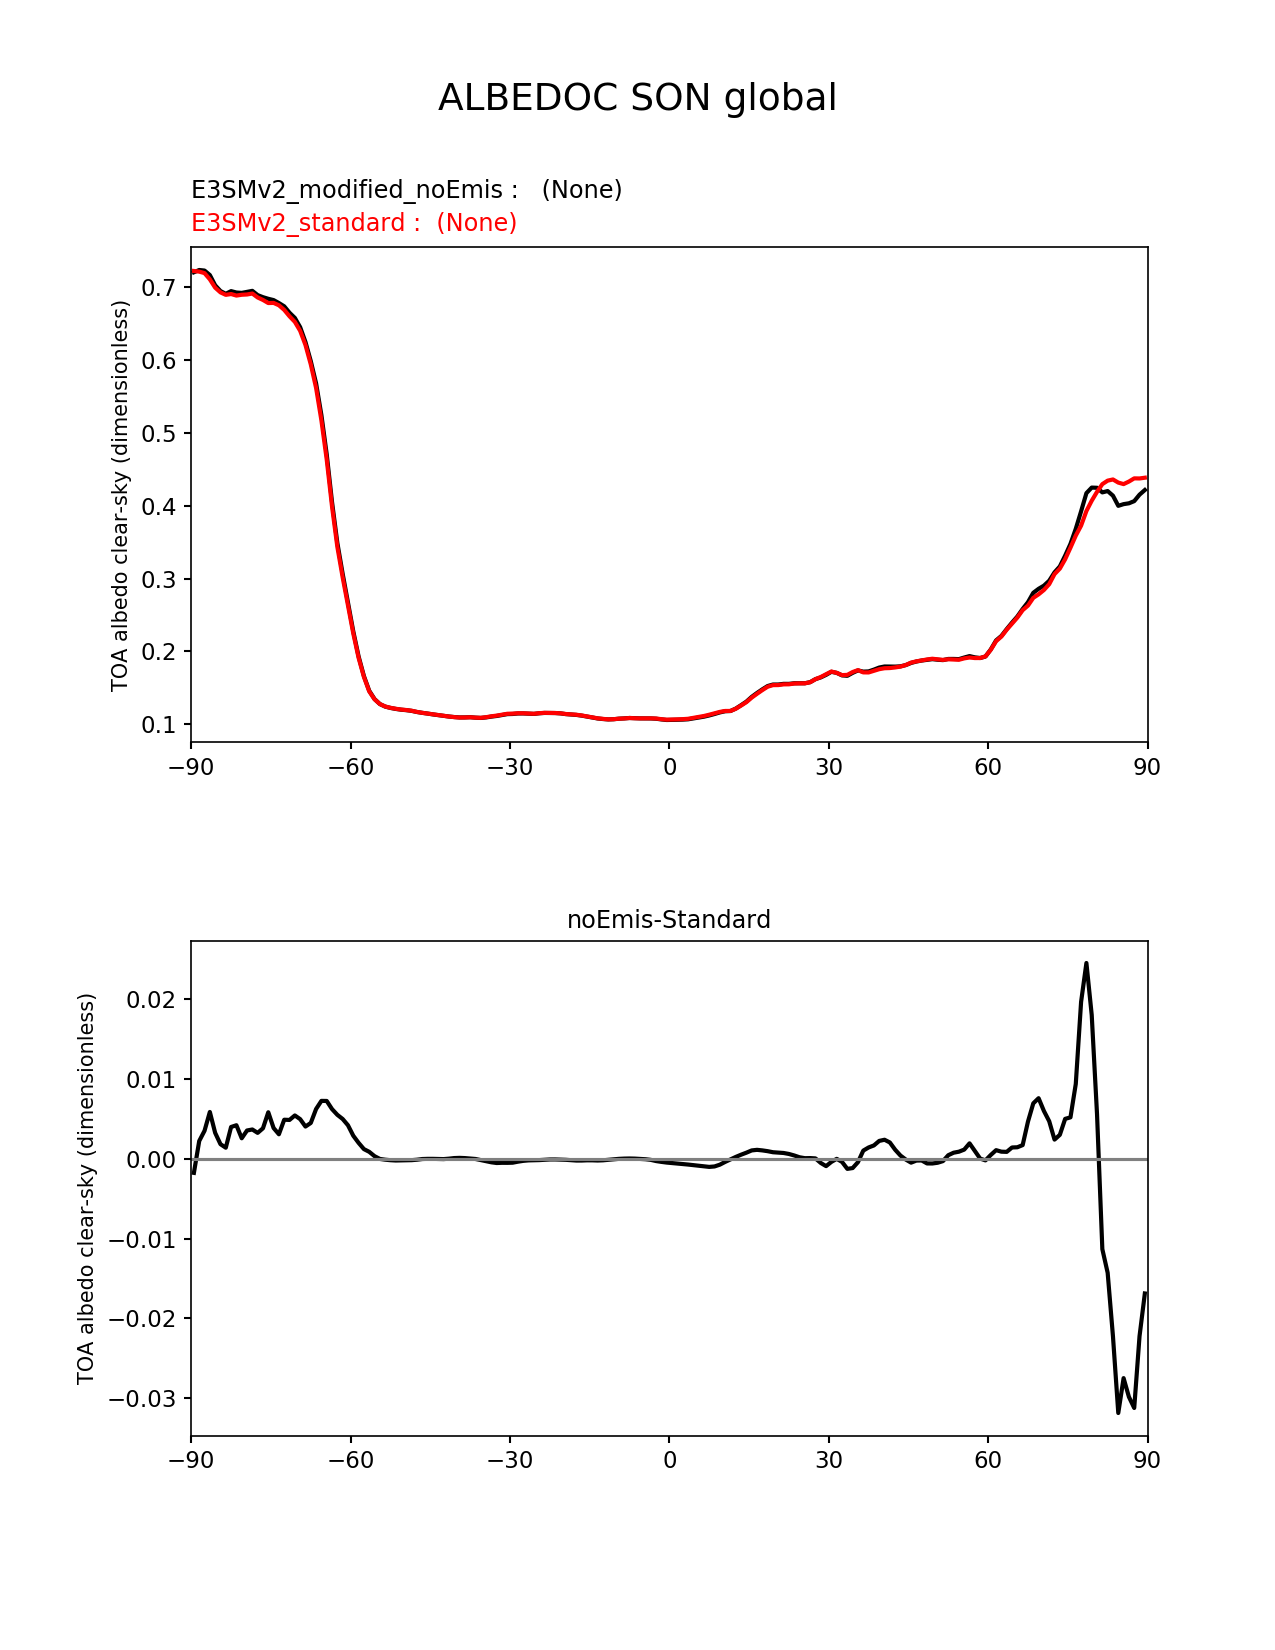 ALBEDOC SON global
E3SMv2_modified_noEmis :   (None)
E3SMv2_standard :  (None)
TOA albedo clear-sky (dimensionless)
0.7
0.6
0.5
0.4
0.3
0.2
0.1
−90 −60 −30 0 30 60 90
noEmis-Standard
TOA albedo clear-sky (dimensionless)
0.02
0.01
0.00
−0.01
−0.02
−0.03
−90 −60 −30 0 30 60 90